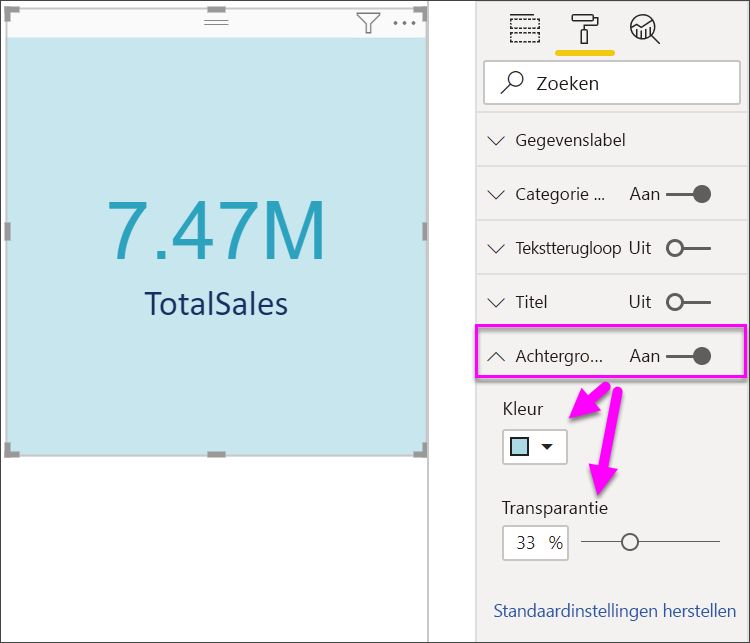 7.47M
TotalSales
Zoeken
Gegevenslabel
Categorie ... Aan
Tekstterugloop Uit
Titel Uit
Achtergro... Aan
Kleur
Transparantie
33 %
Standaardinstellingen herstellen